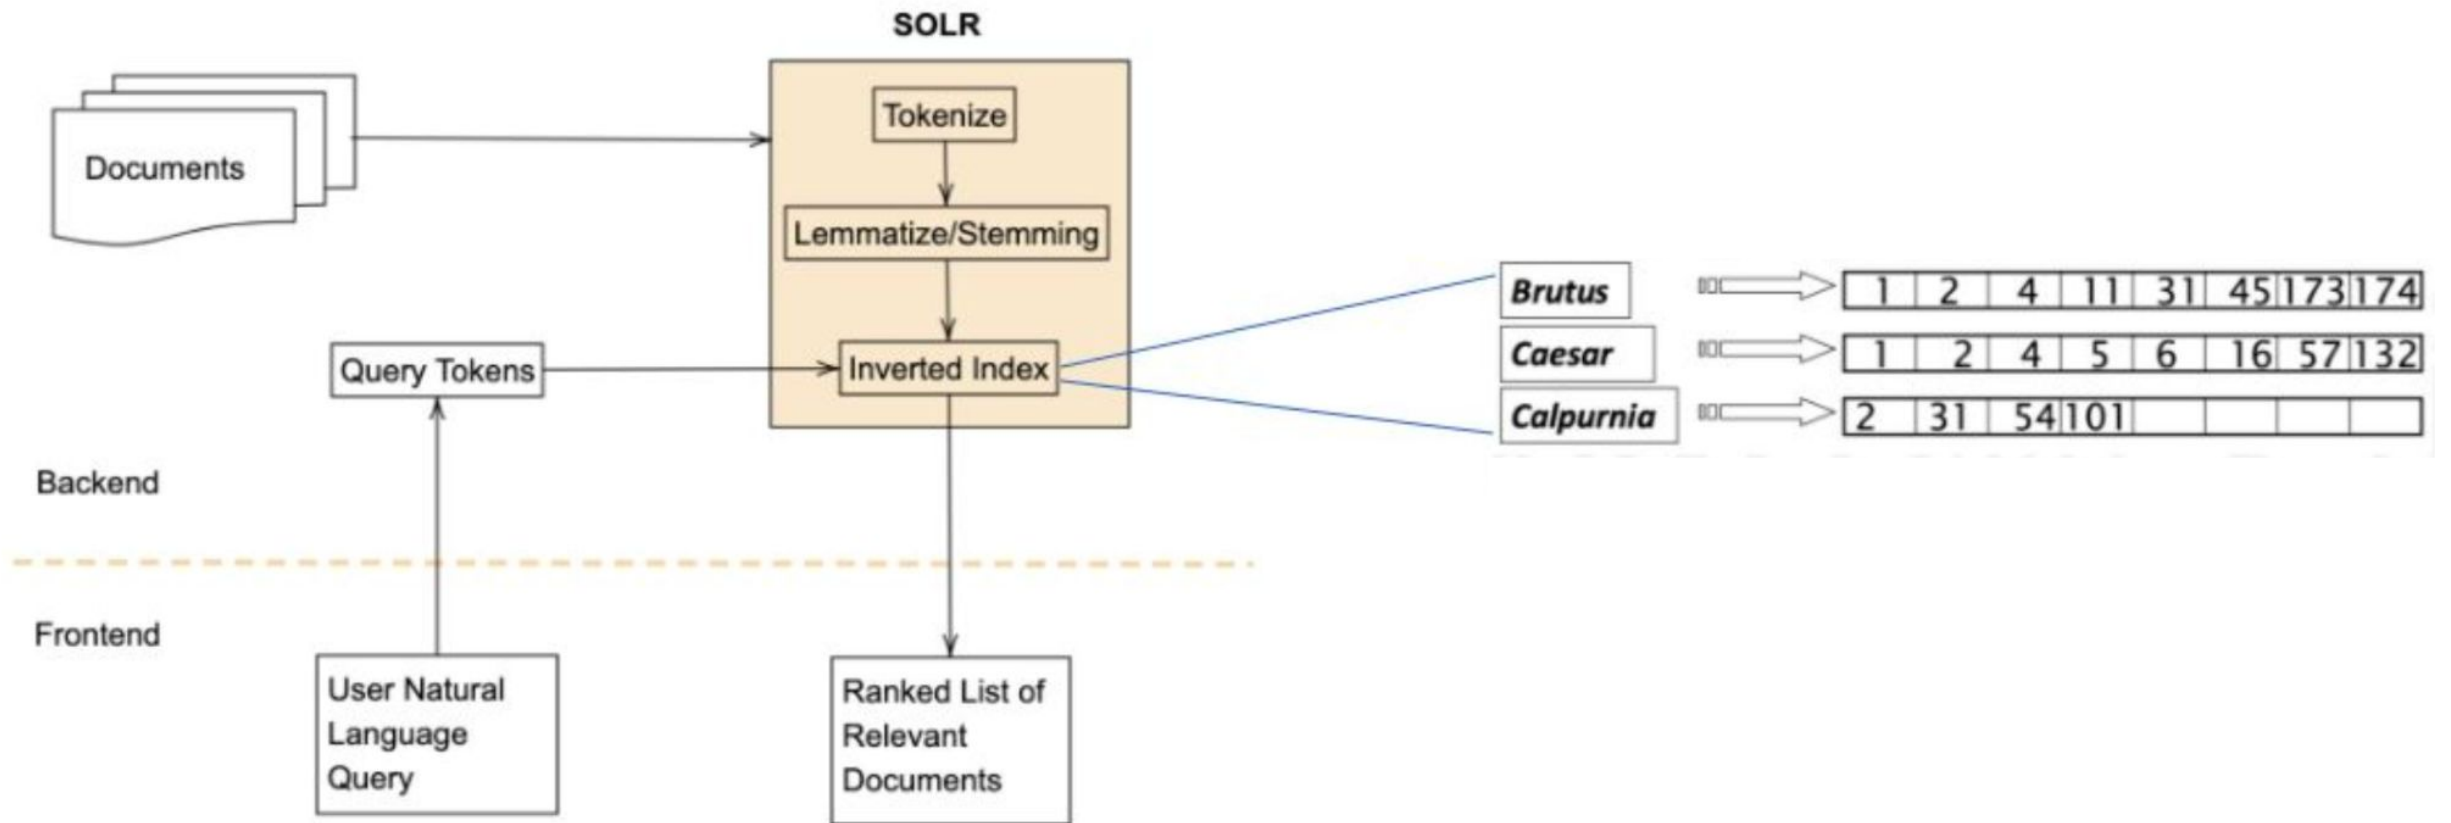 SOLR
Tokenize
Documents
Lemmatize/Stemming
Brutus 1 2 4 11 31 45 173 174
Caesar 1 2 4 5 6 16 57 132
Query Tokens
Inverted Index
Calpurnia 2 31 54 101
Backend
Frontend
User Natural
Language
Query
Ranked List of
Relevant
Documents